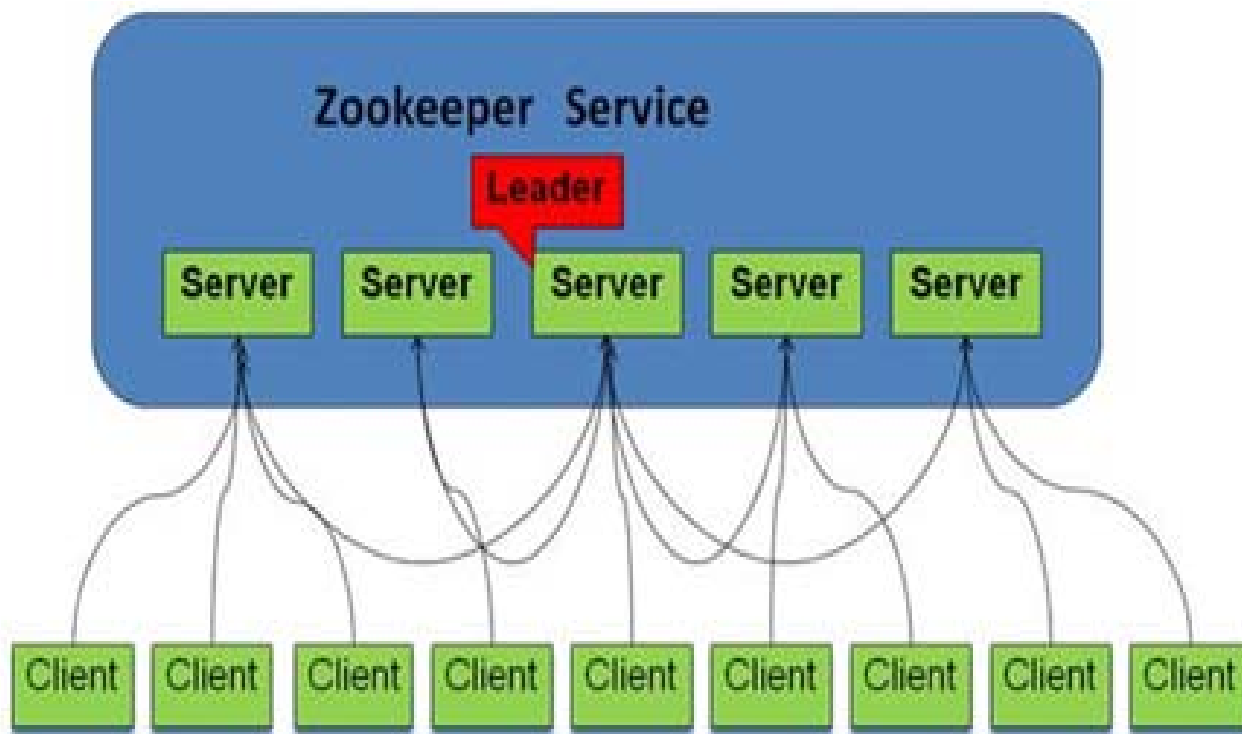 Zookeeper Service
Leader
Server Server Server Server Server
Client Client Client Client Client Client Client Client Client